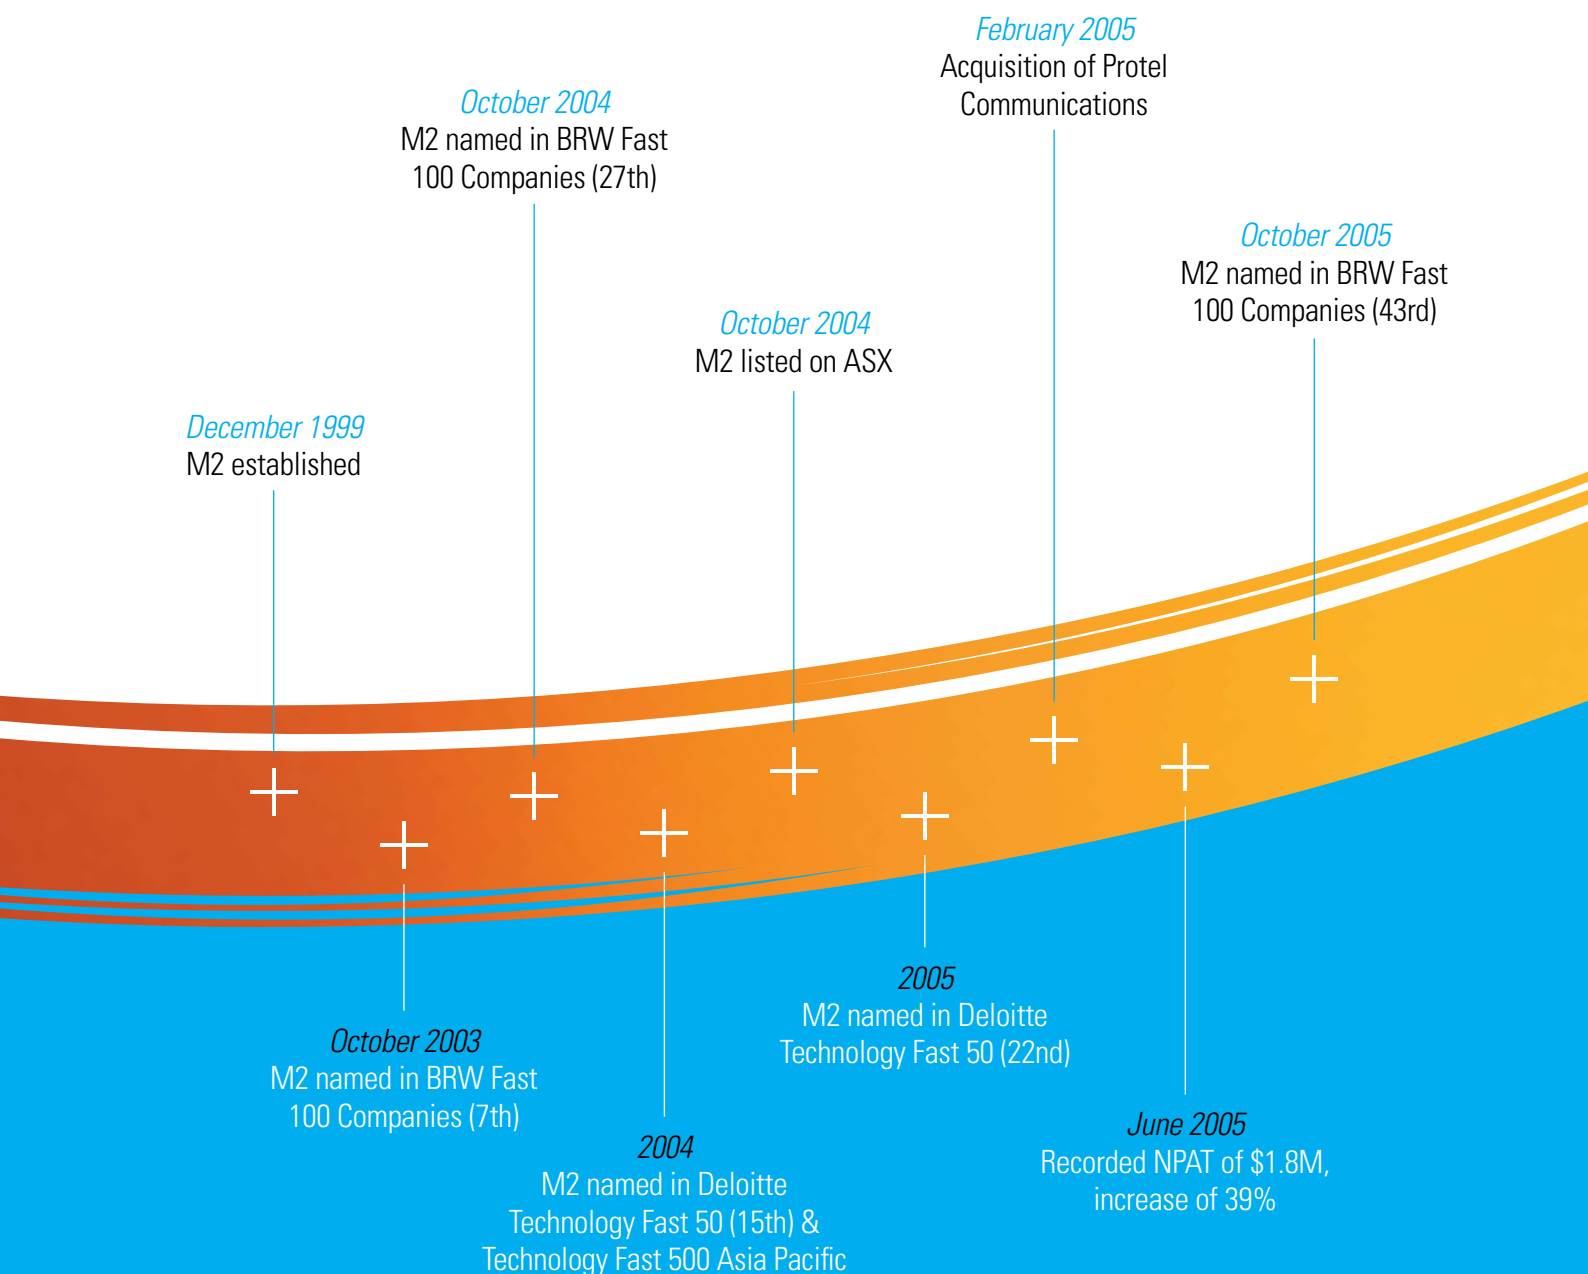 February 2005
Acquisition of Protel
Communications
October 2004
M2 named in BRW Fast
100 Companies (27th)
October 2005
M2 named in BRW Fast
100 Companies (43rd)
October 2004
M2 listed on ASX
December 1999
M2 established
2005
M2 named in Deloitte
Technology Fast 50 (22nd)
October 2003
M2 named in BRW Fast
100 Companies (7th)
June 2005
Recorded NPAT of $1.8M,
increase of 39%
2004
M2 named in Deloitte
Technology Fast 50 (15th) &
Technology Fast 500 Asia Pacific